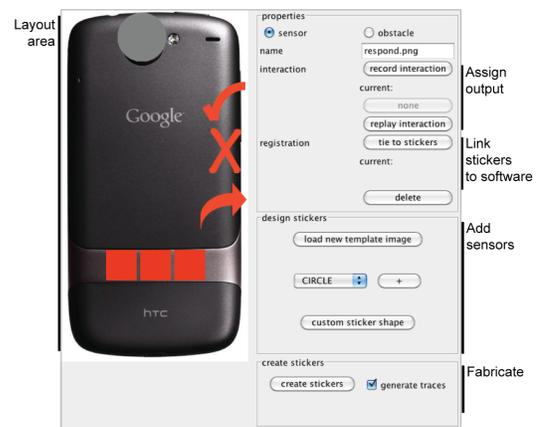 Layout
area
Google
hTC
properties
sensor
obstacle
name
respond.png
interaction
record interaction
current:
none
replay interaction
registration
tie to stickers
current:
delete
design stickers
load new template image
CIRCLE
+
custom sticker shape
create stickers
create stickers
generate traces
Assign
output
Link
stickers
to software
Add
sensors
Fabricate